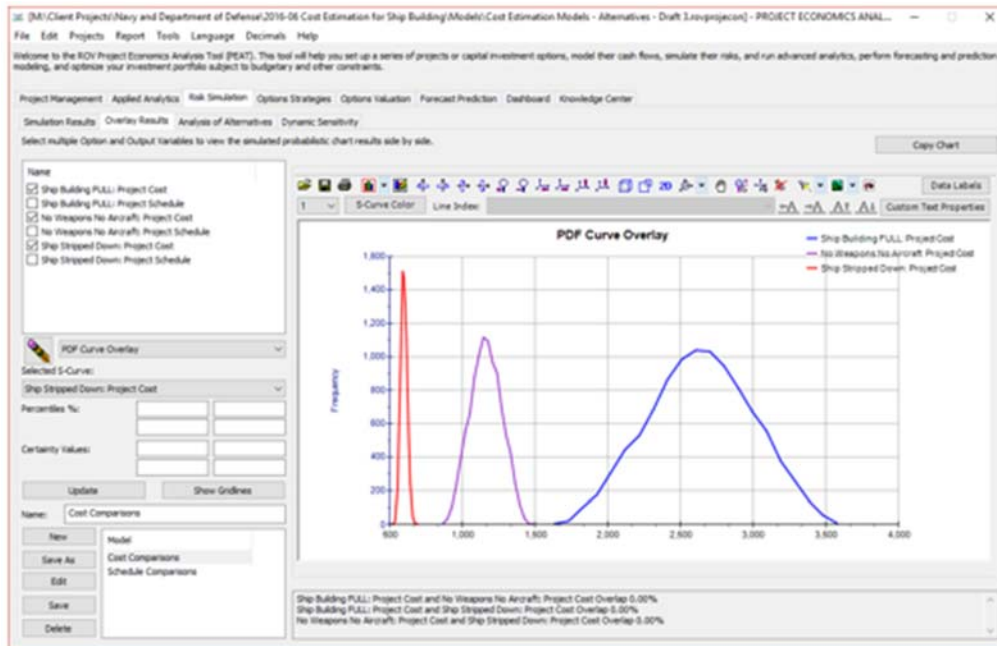 [M:\Client Projects\Navy and Department of Defense\2016-06 Cost Estimation for Ship Building\Models\Cost Estimation Models - Alternatives - Draft 3.rovprojecon] - PROJECT ECONOMICS ANAL...
File Edit Projects Report Tools Language Decimals Help
Welcome to the ROV Project Economics Analysis Tool (PEAT). This tool will help you set up a series of projects or capital investment options, model their cash flows, simulate their risks, and run advanced analytics, perform forecasting and prediction
modeling, and optimize your investment portfolio subject to budgetary and other constraints.
Project Management Applied Analytics Risk Simulation Options Strategies Options Valuation Forecast Prediction Dashboard Knowledge Center
Simulation Results Overlay Results Analysis of Alternatives Dynamic Sensitivity
Select multiple Option and Output Variables to view the simulated probabilistic chart results side by side.
Copy Chart
Name
Ship Building FULL: Project Cost
Ship Building FULL: Project Schedule
No Weapons No Aircraft: Project Cost
No Weapons No Aircraft: Project Schedule
Ship Stripped Down: Project Cost
Ship Stripped Down: Project Schedule
PDF Curve Overlay
Selected S-Curve:
Ship Stripped Down: Project Cost
Percentiles %:
Certainty Values:
Update Show Gridlines
Name: Cost Comparisons
New
Save As
Edit
Save
Delete
Model
Cost Comparisons
Schedule Comparisons
2D
Data Labels
1 S-Curve Color Line Index: Custom Text Properties
PDF Curve Overlay
Ship Building FULL: Project Cost
No Weapons No Aircraft: Project Cost
Ship Stripped Down: Project Cost
Frequency
1,600
1,400
1,200
1,000
800
600
400
200
0
600 1,000 1,500 2,000 2,500 3,000 3,500 4,000
Ship Building FULL: Project Cost and No Weapons No Aircraft: Project Cost Overlap 0.00%
Ship Building FULL: Project Cost and Ship Stripped Down: Project Cost Overlap 0.00%
No Weapons No Aircraft: Project Cost and Ship Stripped Down: Project Cost Overlap 0.00%